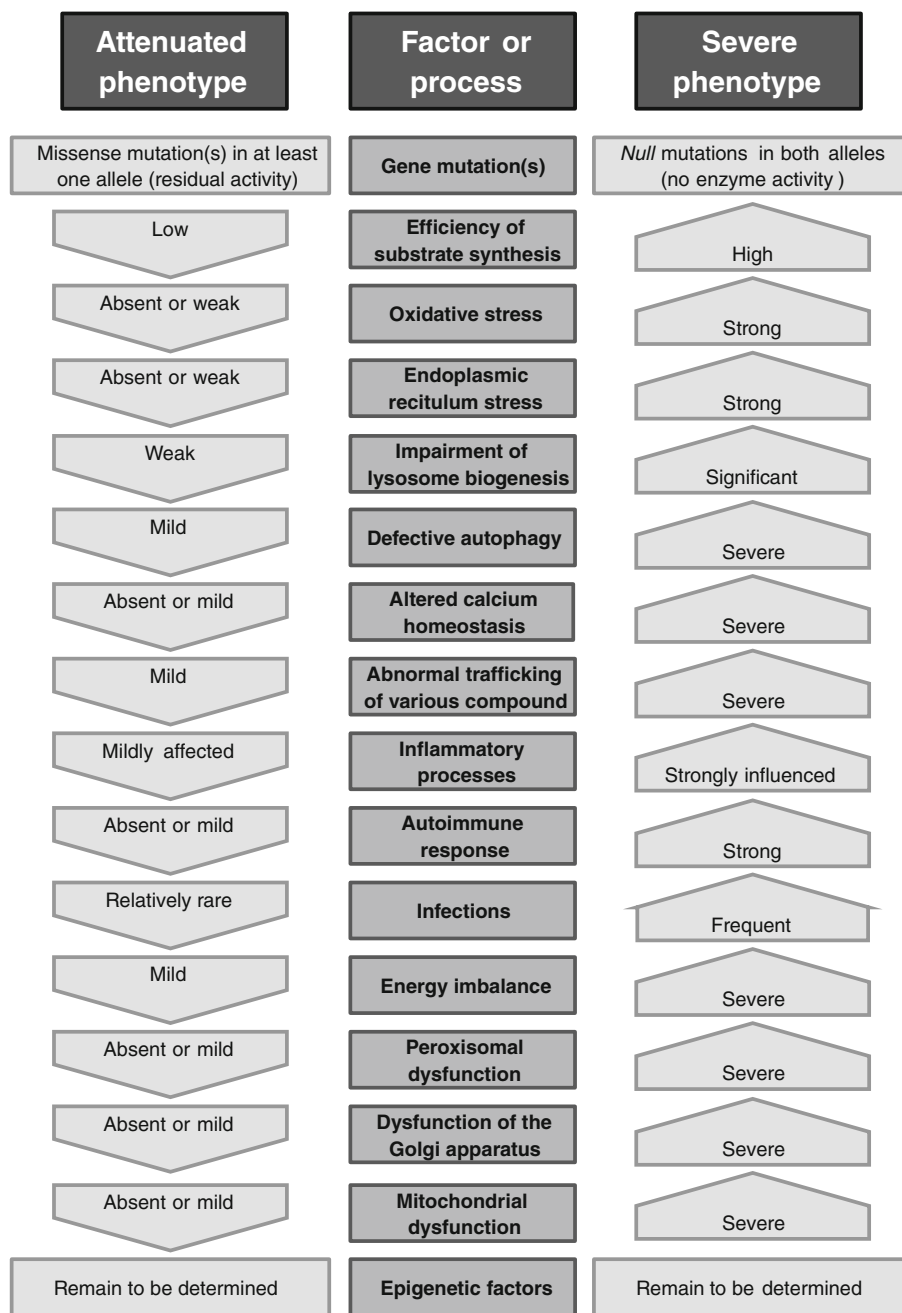 Attenuated
phenotype
Factor or
process
Severe
phenotype
Missense mutation(s) in at least
one allele (residual activity)
Gene mutation(s)
Null mutations in both alleles
(no enzyme activity )
Low
Efficiency of
substrate synthesis
High
Absent or weak
Oxidative stress
Strong
Absent or weak
Endoplasmic
recitulum stress
Strong
Weak
Impairment of
lysosome biogenesis
Significant
Mild
Defective autophagy
Severe
Absent or mild
Altered calcium
homeostasis
Severe
Mild
Abnormal trafficking
of various compound
Severe
Mildly affected
Inflammatory
processes
Strongly influenced
Absent or mild
Autoimmune
response
Strong
Relatively rare
Infections
Frequent
Mild
Energy imbalance
Severe
Absent or mild
Peroxisomal
dysfunction
Severe
Absent or mild
Dysfunction of the
Golgi apparatus
Severe
Absent or mild
Mitochondrial
dysfunction
Severe
Remain to be determined
Epigenetic factors
Remain to be determined